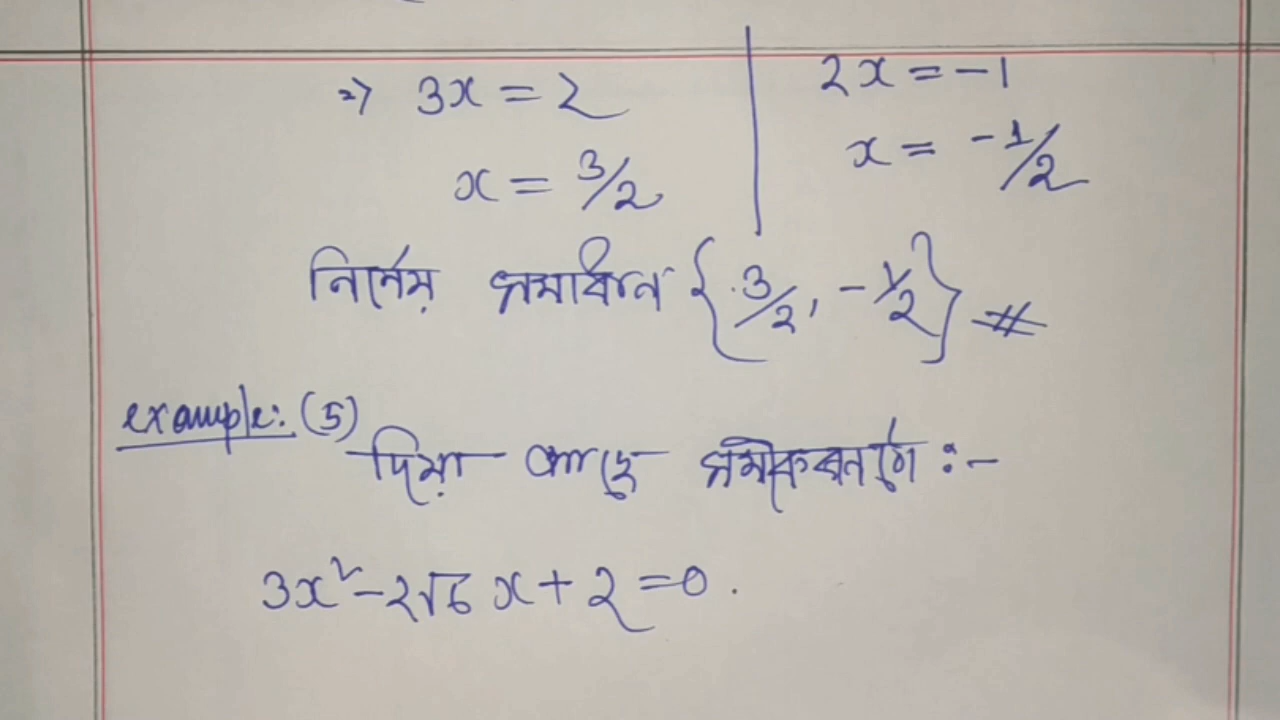 ⇒ 3x = 2
x = 3/2
2x = -1
x = -1/2
নির্নেয় সমাধান {3/2, -1/2} #
example: (5)
দিয়া আছে সমীকৰণটো :-
3x² - 2√6 x + 2 = 0.